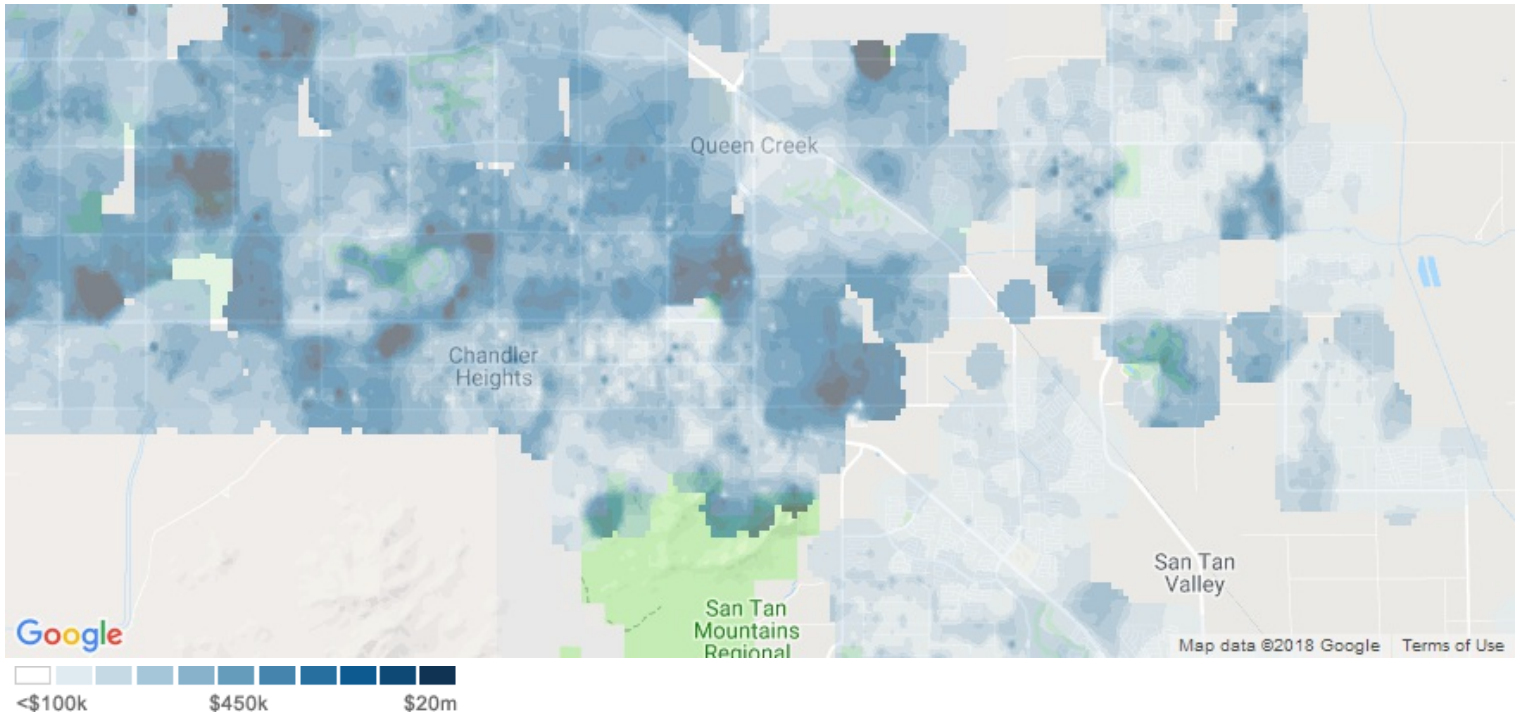 Queen Creek
Chandler
Heights
San Tan
Valley
San Tan
Mountains
Regional
Google
Map data ©2018 Google
Terms of Use
<$100k
$450k
$20m